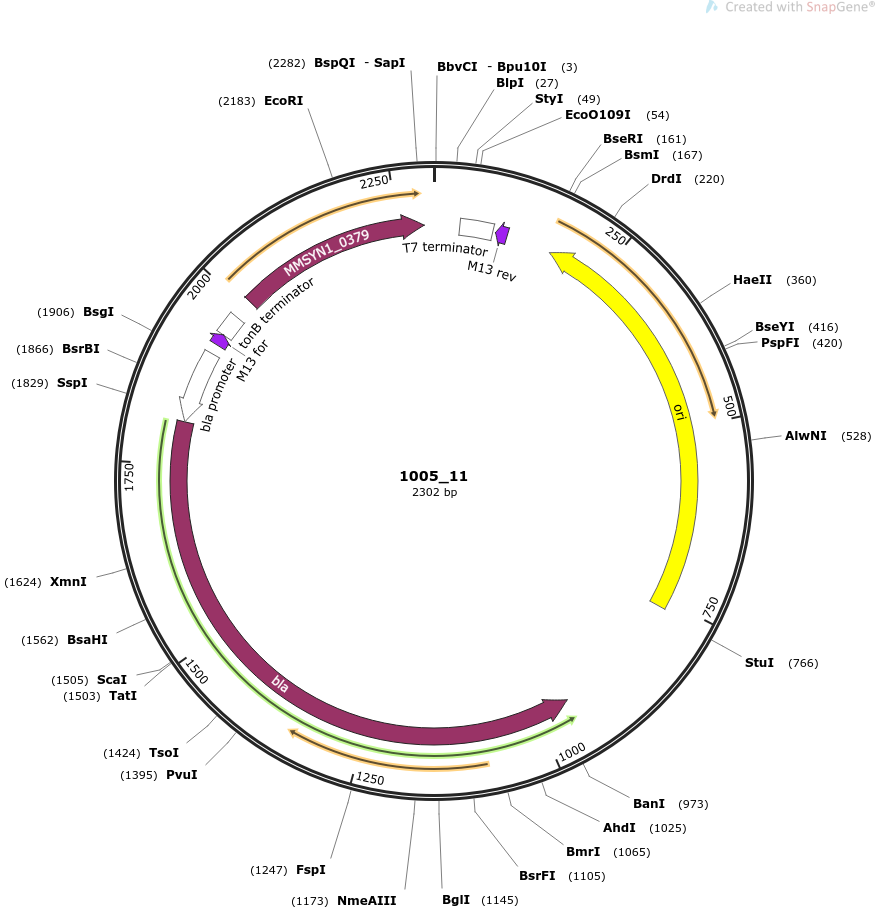 Created with SnapGene®
(2282) BspQI - SapI
BbvCI - Bpu10I (3)
BlpI (27)
(2183) EcoRI
StyI (49)
EcoO109I (54)
BseRI (161)
BsmI (167)
DrdI (220)
2250
250
T7 terminator
M13 rev
MMSYN1_0379
2000
tonB terminator
HaeII (360)
(1906) BsgI
BseYI (416)
PspFI (420)
(1866) BsrBI
M13 for
(1829) SspI
bla promoter
500
ori
AlwNI (528)
1005_11
2302 bp
1750
(1624) XmnI
750
(1562) BsaHI
StuI (766)
(1505) ScaI
(1503) TatI
1500
bla
(1424) TsoI
1000
(1395) PvuI
1250
BanI (973)
AhdI (1025)
BmrI (1065)
(1247) FspI
BsrFI (1105)
(1173) NmeAIII
BglI (1145)